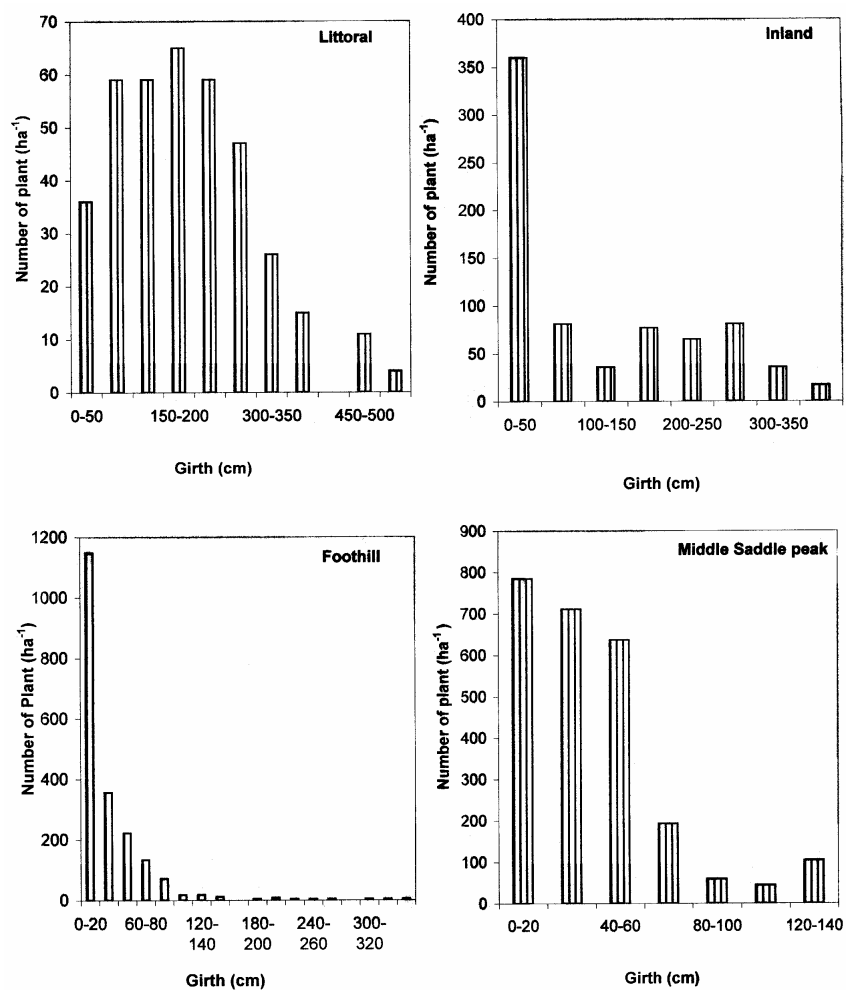 Littoral
Number of plant (ha⁻¹)
70
60
50
40
30
20
10
0
0-50 150-200 300-350 450-500
Girth (cm)
Inland
Number of plant (ha⁻¹)
400
350
300
250
200
150
100
50
0
0-50 100-150 200-250 300-350
Girth (cm)
Foothill
Number of Plant (ha⁻¹)
1200
1000
800
600
400
200
0
0-20 60-80 120- 180- 240- 300-
140 200 260 320
Girth (cm)
Middle Saddle peak
Number of plant (ha⁻¹)
900
800
700
600
500
400
300
200
100
0
0-20 40-60 80-100 120-140
Girth (cm)